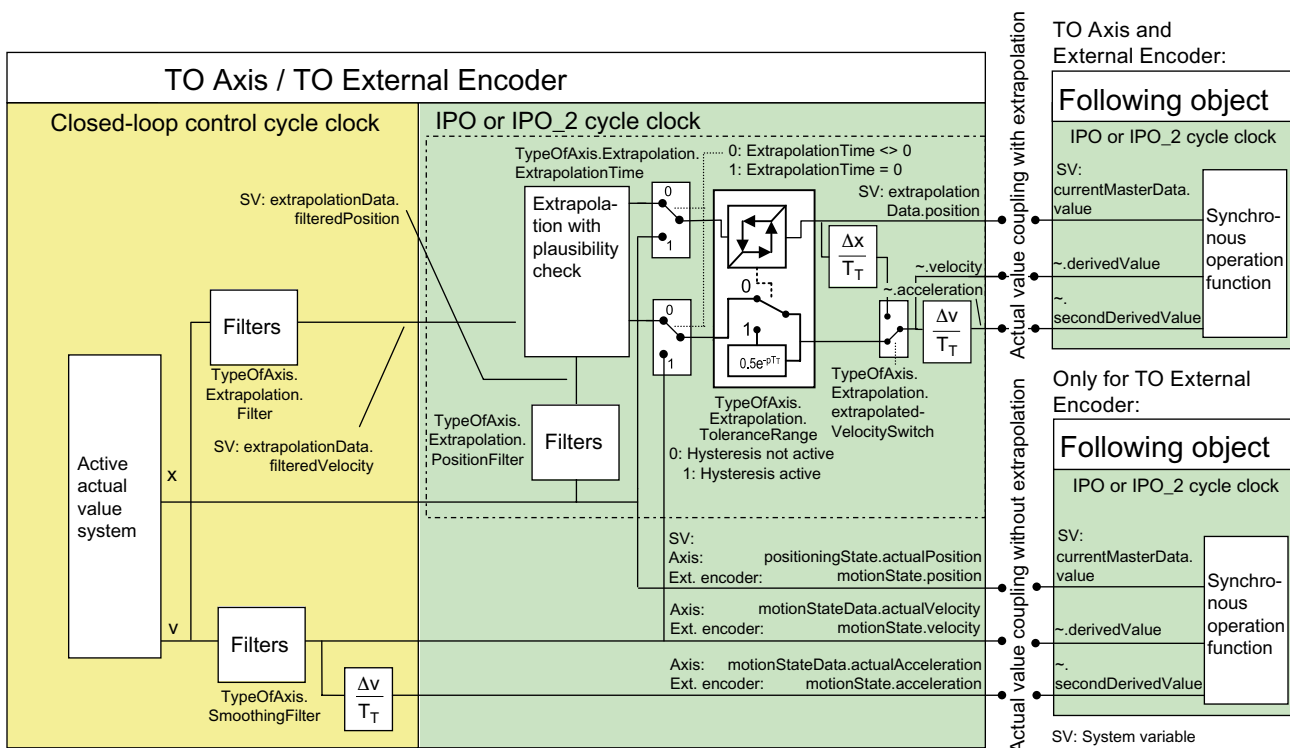 TO Axis / TO External Encoder
Closed-loop control cycle clock
IPO or IPO_2 cycle clock
TypeOfAxis.Extrapolation.
ExtrapolationTime
0: ExtrapolationTime <> 0
1: ExtrapolationTime = 0
SV: extrapolationData.
filteredPosition
Extrapola-
tion with
plausibility
check
0
1
0
1
SV: extrapolation
Data.position
Δx
TT
~.velocity
~.acceleration
0
1
0.5e-pTT
Δv
TT
Filters
TypeOfAxis.
Extrapolation.
Filter
SV: extrapolationData.
filteredVelocity
TypeOfAxis.
Extrapolation.
PositionFilter
Filters
TypeOfAxis.
Extrapolation.
ToleranceRange
0: Hysteresis not active
1: Hysteresis active
TypeOfAxis.
Extrapolation.
extrapolated-
VelocitySwitch
Active
actual
value
system
x
v
Filters
TypeOfAxis.
SmoothingFilter
Δv
TT
SV:
Axis: positioningState.actualPosition
Ext. encoder: motionState.position
Axis: motionStateData.actualVelocity
Ext. encoder: motionState.velocity
Axis: motionStateData.actualAcceleration
Ext. encoder: motionState.acceleration
Actual value coupling with extrapolation
Actual value coupling without extrapolation
TO Axis and
External Encoder:
Following object
IPO or IPO_2 cycle clock
SV:
currentMasterData.
value
~.derivedValue
~.
secondDerivedValue
Synchro-
nous
operation
function
Only for TO External
Encoder:
Following object
IPO or IPO_2 cycle clock
SV:
currentMasterData.
value
~.derivedValue
~.
secondDerivedValue
Synchro-
nous
operation
function
SV: System variable